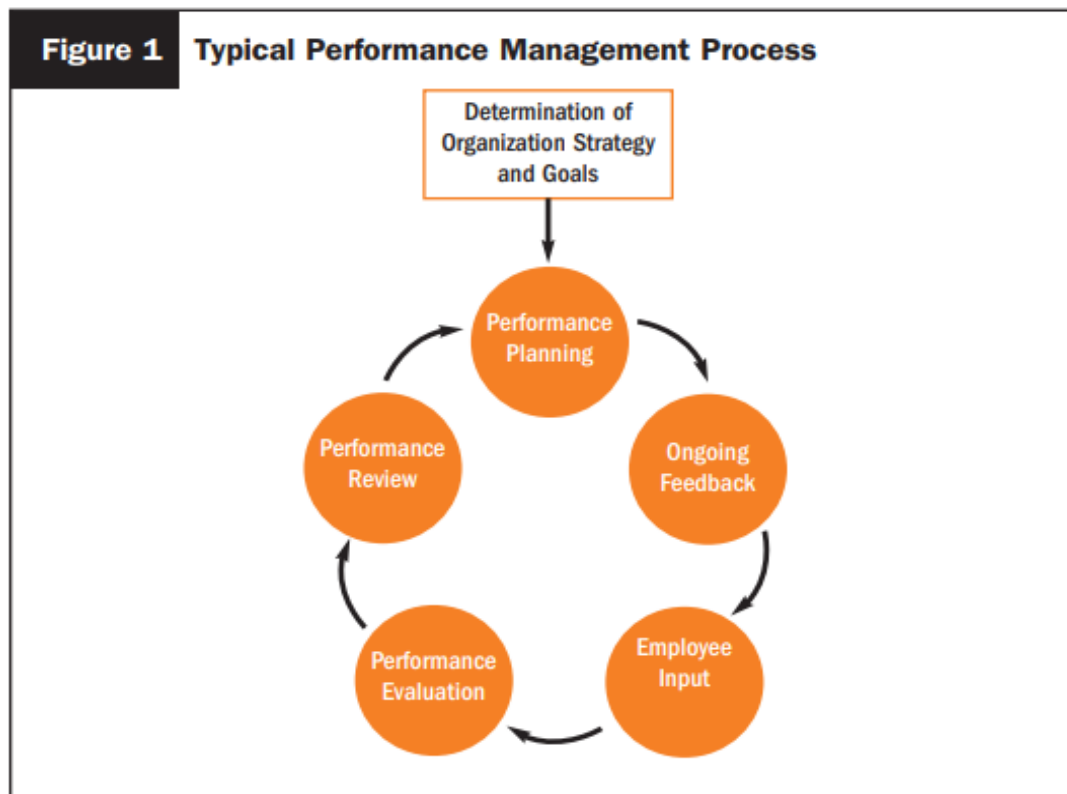 Figure 1 Typical Performance Management Process
Determination of
Organization Strategy
and Goals
Performance
Planning
Ongoing
Feedback
Employee
Input
Performance
Evaluation
Performance
Review